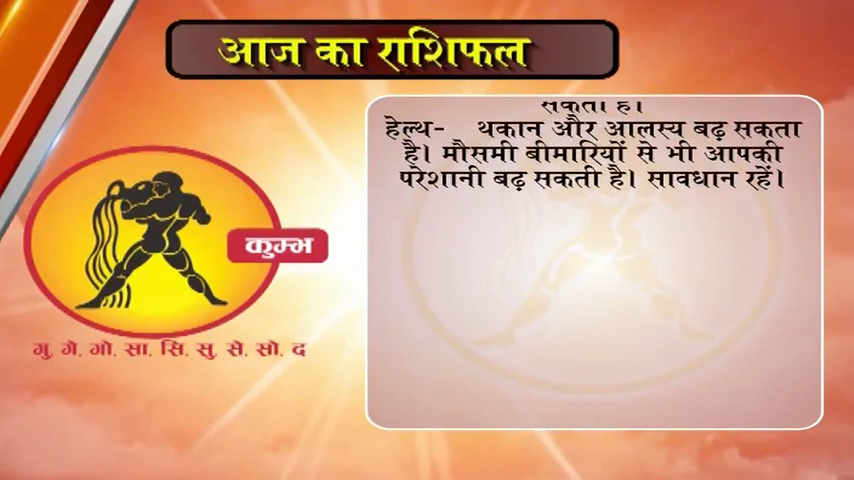 आज का राशिफल
सकता है।
हेल्थ- थकान और आलस्य बढ़ सकता
है। मौसमी बीमारियों से भी आपकी
परेशानी बढ़ सकती है। सावधान रहें।
कुम्भ
गु, गे, गो, सा, सि, सु, से, सो, द